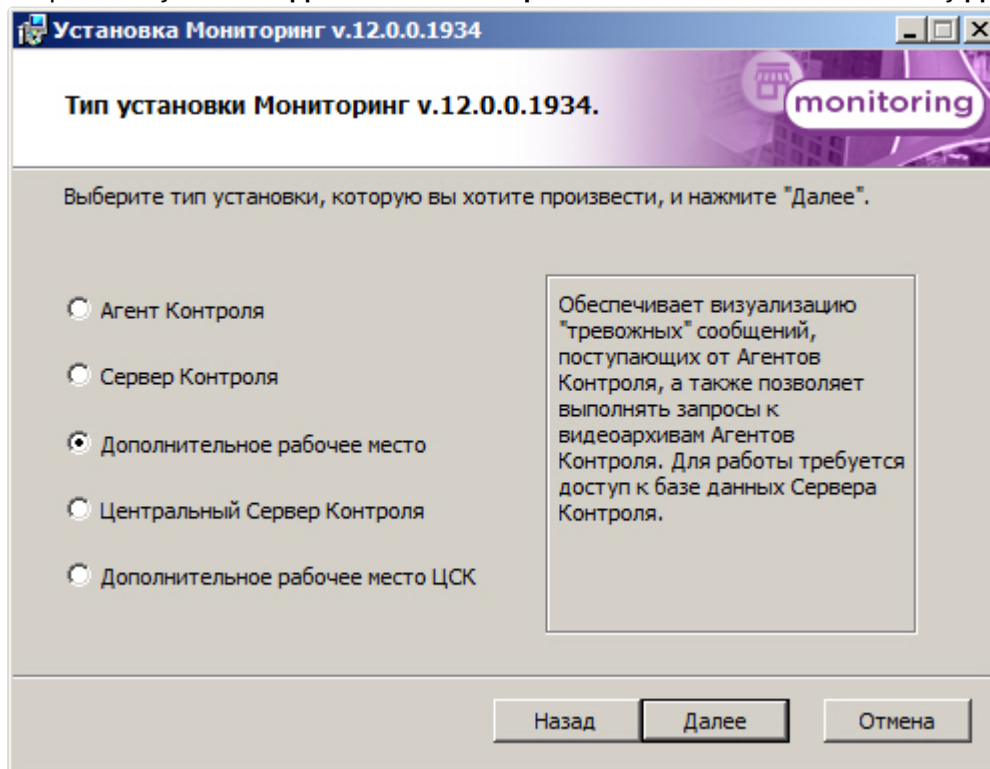 Установка Мониторинг v.12.0.0.1934
Тип установки Мониторинг v.12.0.0.1934.
monitoring
Выберите тип установки, которую вы хотите произвести, и нажмите "Далее".
Агент Контроля
Сервер Контроля
Дополнительное рабочее место
Центральный Сервер Контроля
Дополнительное рабочее место ЦСК
Обеспечивает визуализацию
"тревожных" сообщений,
поступающих от Агентов
Контроля, а также позволяет
выполнять запросы к
видеоархивам Агентов
Контроля. Для работы требуется
доступ к базе данных Сервера
Контроля.
Назад
Далее
Отмена